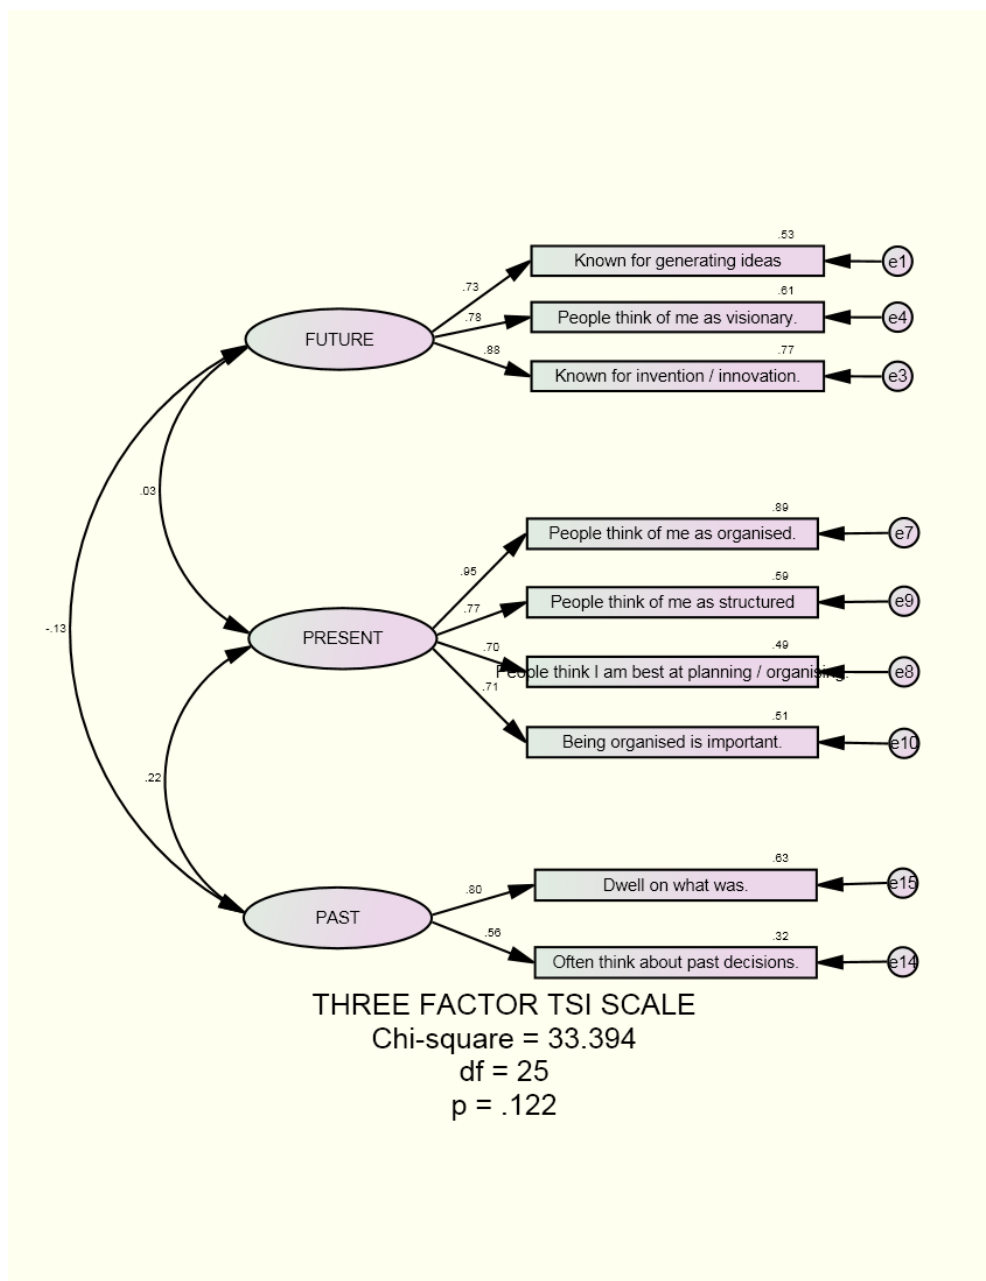 .53
Known for generating ideas
e1
.73
.61
People think of me as visionary.
e4
.78
FUTURE
.88
.77
Known for invention / innovation.
e3
.03
.89
People think of me as organised.
e7
.95
.59
People think of me as structured
e9
.77
-.13
PRESENT
.70
.49
People think I am best at planning / organising.
e8
.71
.51
Being organised is important.
e10
.22
.63
Dwell on what was.
e15
.80
PAST
.56
.32
Often think about past decisions.
e14
THREE FACTOR TSI SCALE
Chi-square = 33.394
df = 25
p = .122